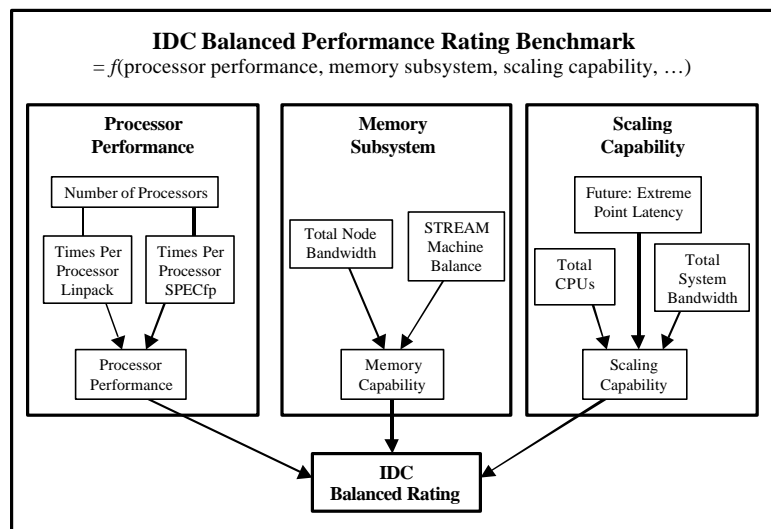 IDC Balanced Performance Rating Benchmark
= f(processor performance, memory subsystem, scaling capability, …)
Processor
Performance
Number of Processors
Times Per
Processor
Linpack
Times Per
Processor
SPECfp
Processor
Performance
Memory
Subsystem
Total Node
Bandwidth
STREAM
Machine
Balance
Memory
Capability
Scaling
Capability
Future: Extreme
Point Latency
Total
CPUs
Total
System
Bandwidth
Scaling
Capability
IDC
Balanced Rating